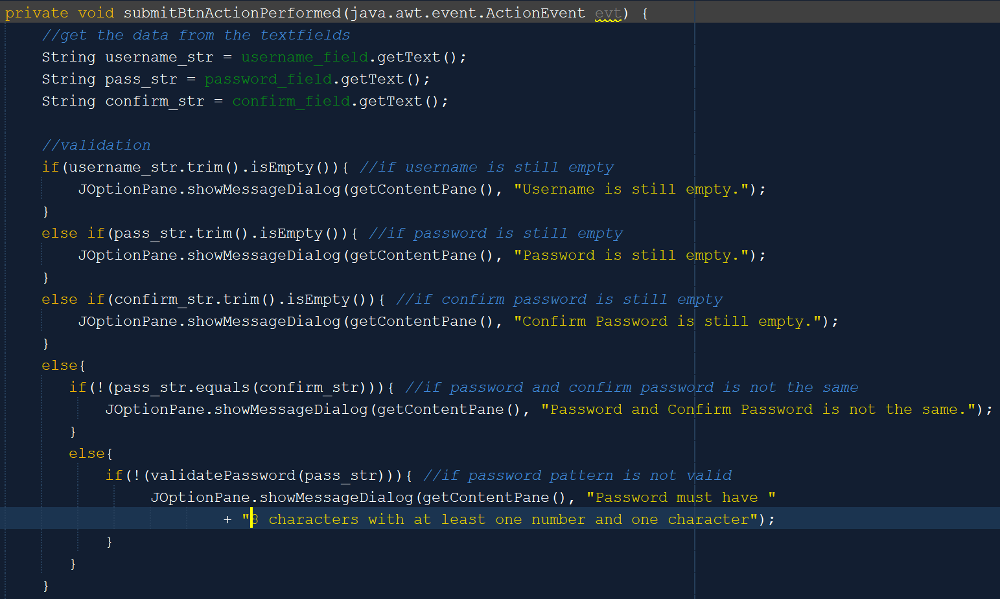 private void submitBtnActionPerformed(java.awt.event.ActionEvent evt) {
//get the data from the textfields
String username_str = username_field.getText();
String pass_str = password_field.getText();
String confirm_str = confirm_field.getText();
//validation
if(username_str.trim().isEmpty()){ //if username is still empty
JOptionPane.showMessageDialog(getContentPane(), "Username is still empty.");
}
else if(pass_str.trim().isEmpty()){ //if password is still empty
JOptionPane.showMessageDialog(getContentPane(), "Password is still empty.");
}
else if(confirm_str.trim().isEmpty()){ //if confirm password is still empty
JOptionPane.showMessageDialog(getContentPane(), "Confirm Password is still empty.");
}
else{
if(!(pass_str.equals(confirm_str))){ //if password and confirm password is not the same
JOptionPane.showMessageDialog(getContentPane(), "Password and Confirm Password is not the same.");
}
else{
if(!(validatePassword(pass_str))){ //if password pattern is not valid
JOptionPane.showMessageDialog(getContentPane(), "Password must have "
+ "8 characters with at least one number and one character");
}
}
}